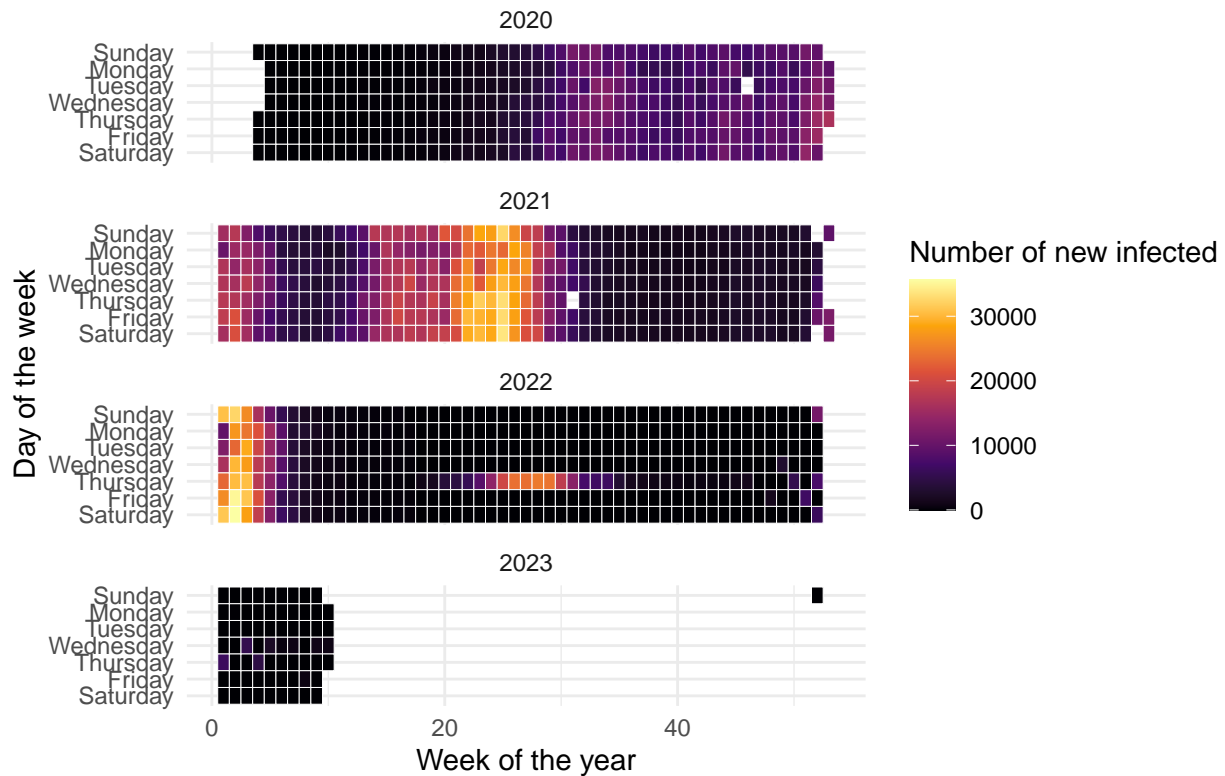 2020
Sunday
Monday
Tuesday
Wednesday
Thursday
Friday
Saturday
2021
Sunday
Monday
Tuesday
Wednesday
Thursday
Friday
Saturday
2022
Sunday
Monday
Tuesday
Wednesday
Thursday
Friday
Saturday
2023
Sunday
Monday
Tuesday
Wednesday
Thursday
Friday
Saturday
0 20 40
Week of the year
Day of the week
Number of new infected
30000
20000
10000
0